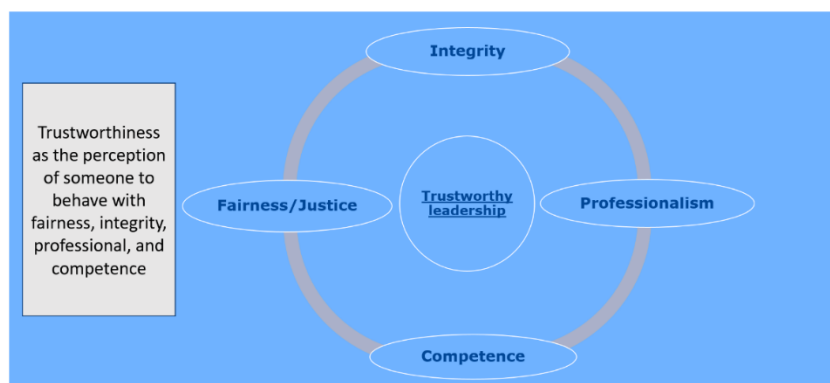 Trustworthiness
as the perception
of someone to
behave with
fairness, integrity,
professional, and
competence
Integrity
Fairness/Justice
Trustworthy
leadership
Professionalism
Competence